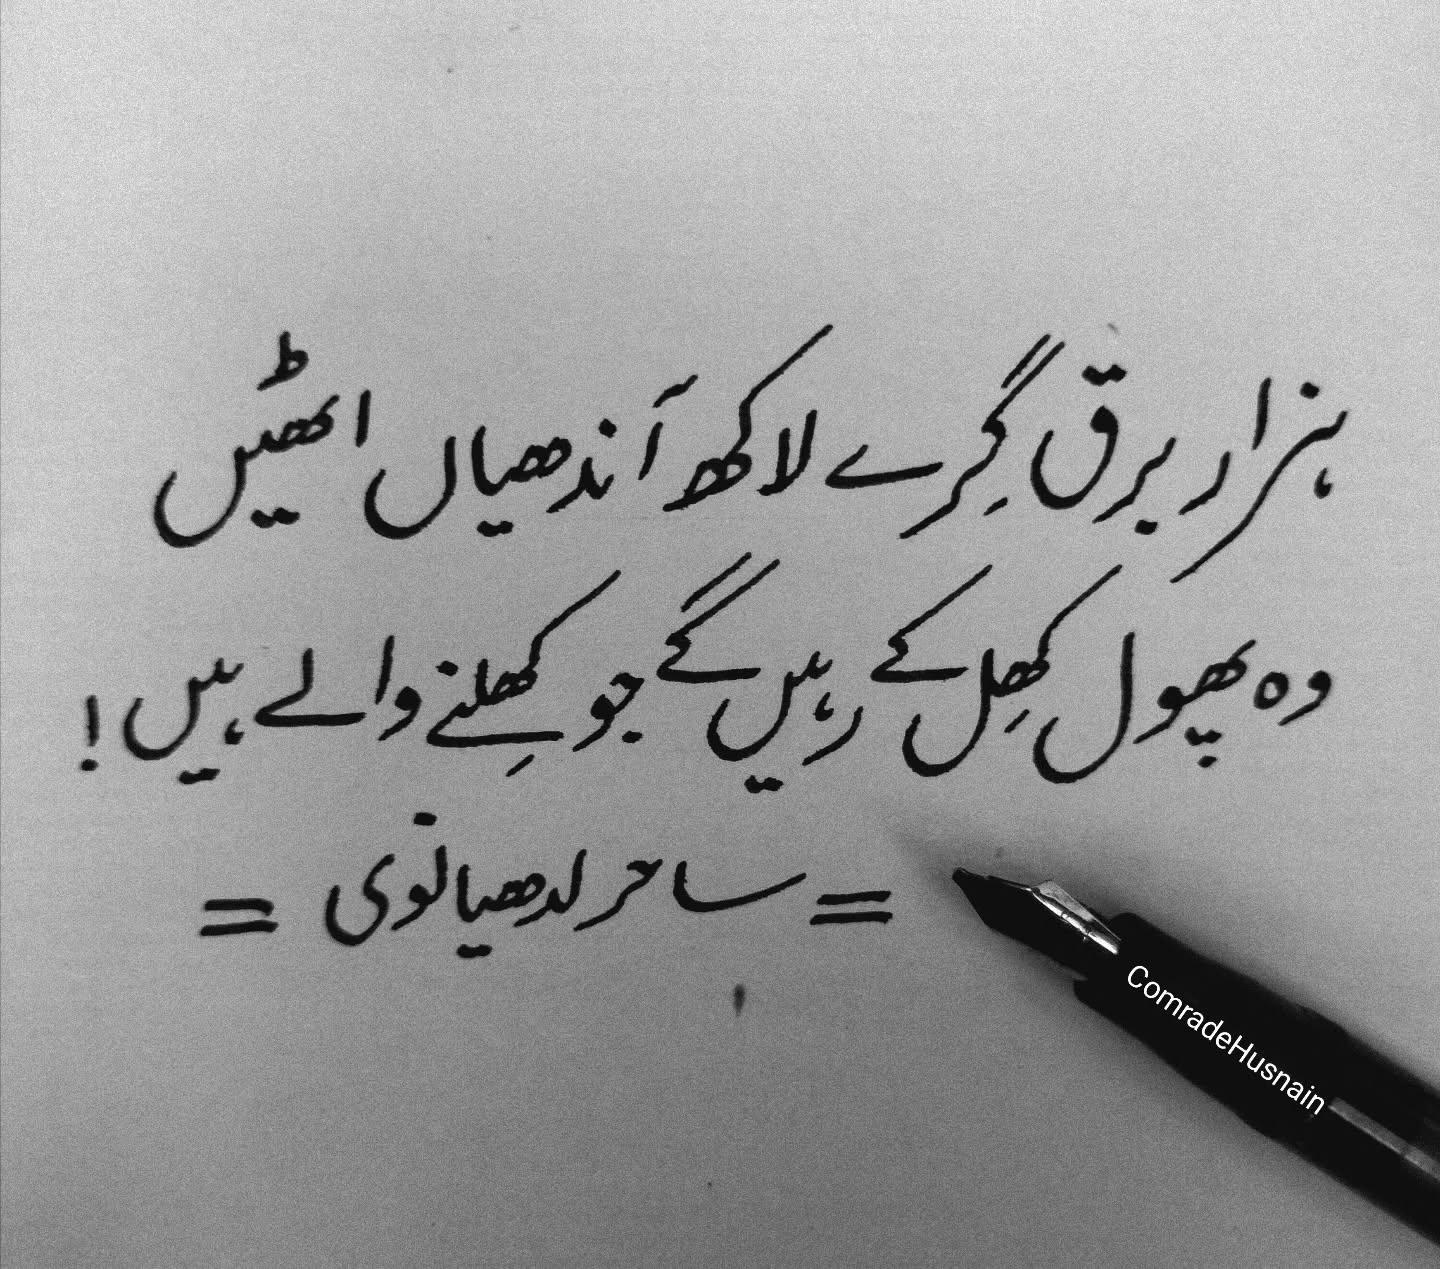 ہزار برق گِرے لاکھ آندھیاں اٹھیں
وہ پھول کھِل کے رہیں گے جو کھِلنے والے ہیں !
= ساحر لدھیانوی =
ComradeHusnain